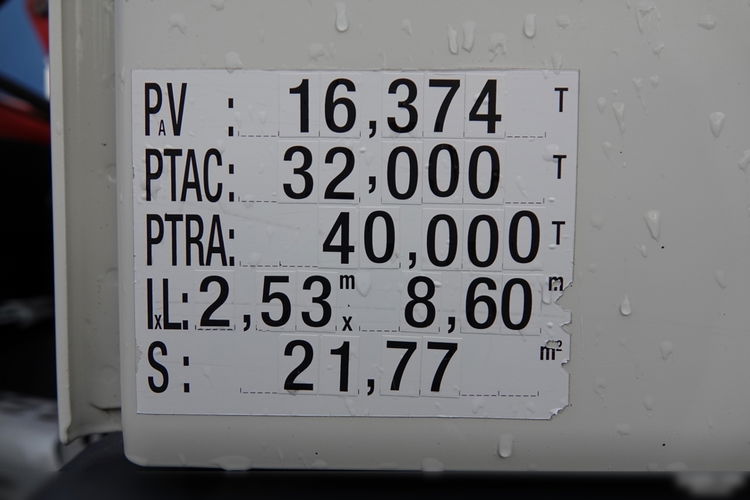 PAV : 16,374 T
PTAC: 32,000 T
PTRA: 40,000 T
IxL: 2,53 m x 8,60 m
S : 21,77 m²